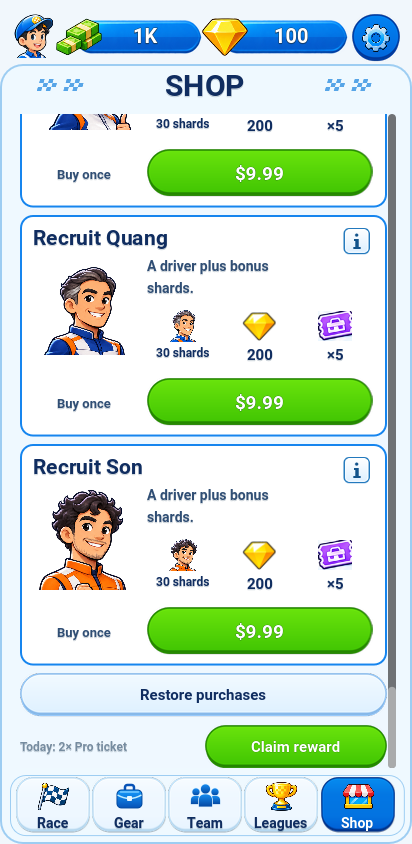 1K
100
SHOP
30 shards
200
×5
Buy once
$9.99
Recruit Quang
i
A driver plus bonus
shards.
30 shards
200
×5
Buy once
$9.99
Recruit Son
i
A driver plus bonus
shards.
30 shards
200
×5
Buy once
$9.99
Restore purchases
Today: 2× Pro ticket
Claim reward
Race
Gear
Team
Leagues
Shop